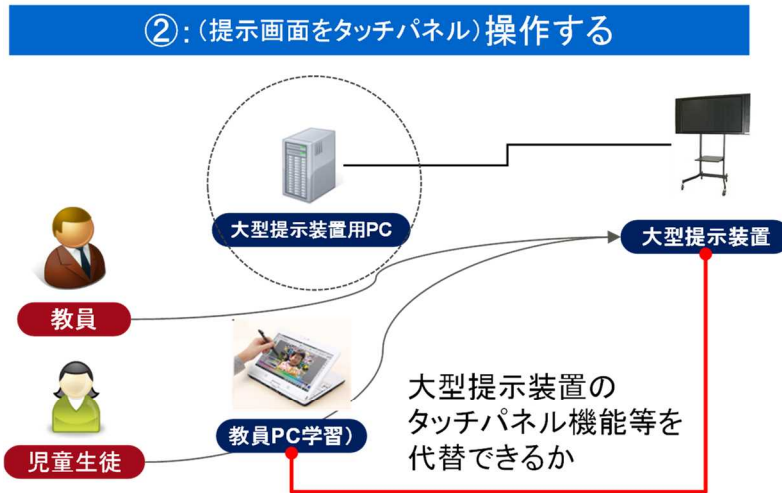 ②:（提示画面をタッチパネル）操作する
大型提示装置用PC
大型提示装置
教員
教員PC学習）
児童生徒
大型提示装置の
タッチパネル機能等を
代替できるか